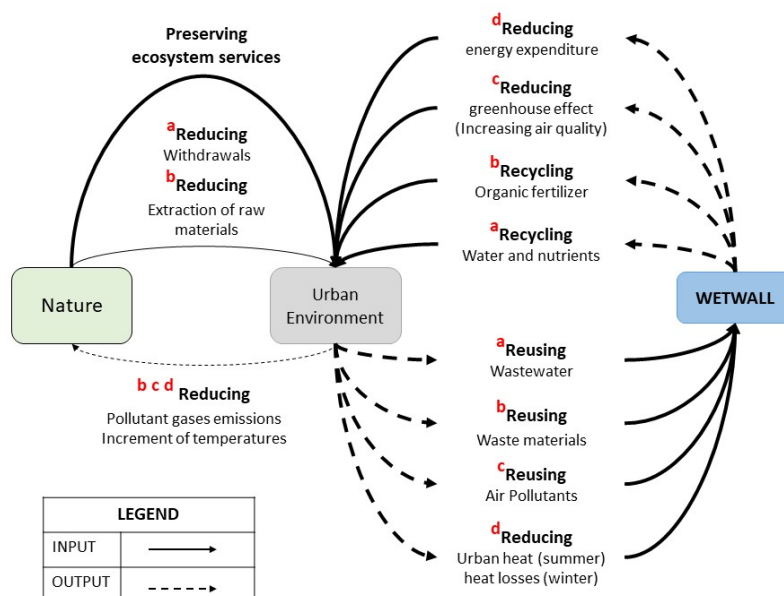 Preserving
ecosystem services
aReducing
Withdrawals
bReducing
Extraction of raw
materials
Nature
Urban
Environment
b c d Reducing
Pollutant gases emissions
Increment of temperatures
dReducing
energy expenditure
cReducing
greenhouse effect
(Increasing air quality)
bRecycling
Organic fertilizer
aRecycling
Water and nutrients
WETWALL
aReusing
Wastewater
bReusing
Waste materials
cReusing
Air Pollutants
dReducing
Urban heat (summer)
heat losses (winter)
LEGEND
INPUT
OUTPUT